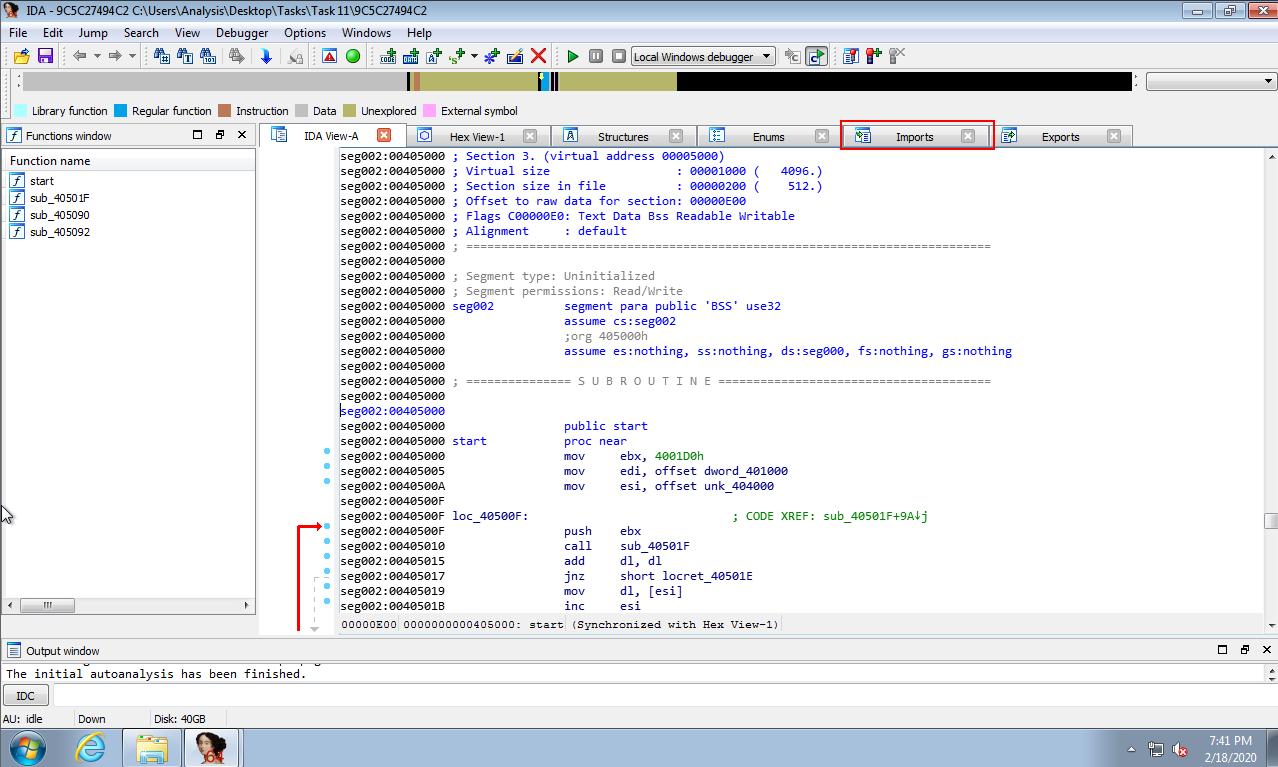 IDA - 9C5C27494C2 C:\Users\Analysis\Desktop\Tasks\Task 11\9C5C27494C2
File Edit Jump Search View Debugger Options Windows Help
Local Windows debugger
Library function Regular function Instruction Data Unexplored External symbol
Functions window
IDA View-A Hex View-1 Structures Enums Imports Exports
Function name
start
sub_40501F
sub_405090
sub_405092
seg002:00405000 ; Section 3. (virtual address 00005000)
seg002:00405000 ; Virtual size : 00001000 ( 4096.)
seg002:00405000 ; Section size in file : 00000200 ( 512.)
seg002:00405000 ; Offset to raw data for section: 00000E00
seg002:00405000 ; Flags C00000E0: Text Data Bss Readable Writable
seg002:00405000 ; Alignment : default
seg002:00405000 ; ===========================================================================
seg002:00405000
seg002:00405000 ; Segment type: Uninitialized
seg002:00405000 ; Segment permissions: Read/Write
seg002:00405000 seg002 segment para public 'BSS' use32
seg002:00405000 assume cs:seg002
seg002:00405000 ;org 405000h
seg002:00405000 assume es:nothing, ss:nothing, ds:seg000, fs:nothing, gs:nothing
seg002:00405000
seg002:00405000 ; =============== S U B R O U T I N E =======================================
seg002:00405000
seg002:00405000
seg002:00405000 public start
seg002:00405000 start proc near
seg002:00405000 mov ebx, 4001D0h
seg002:00405005 mov edi, offset dword_401000
seg002:0040500A mov esi, offset unk_404000
seg002:0040500F
seg002:0040500F loc_40500F: ; CODE XREF: sub_40501F+9A↓j
seg002:0040500F push ebx
seg002:00405010 call sub_40501F
seg002:00405015 add dl, dl
seg002:00405017 jnz short locret_40501E
seg002:00405019 mov dl, [esi]
seg002:0040501B inc esi
00000E00 0000000000405000: start (Synchronized with Hex View-1)
Output window
The initial autoanalysis has been finished.
IDC
AU: idle Down Disk: 40GB
7:41 PM
2/18/2020